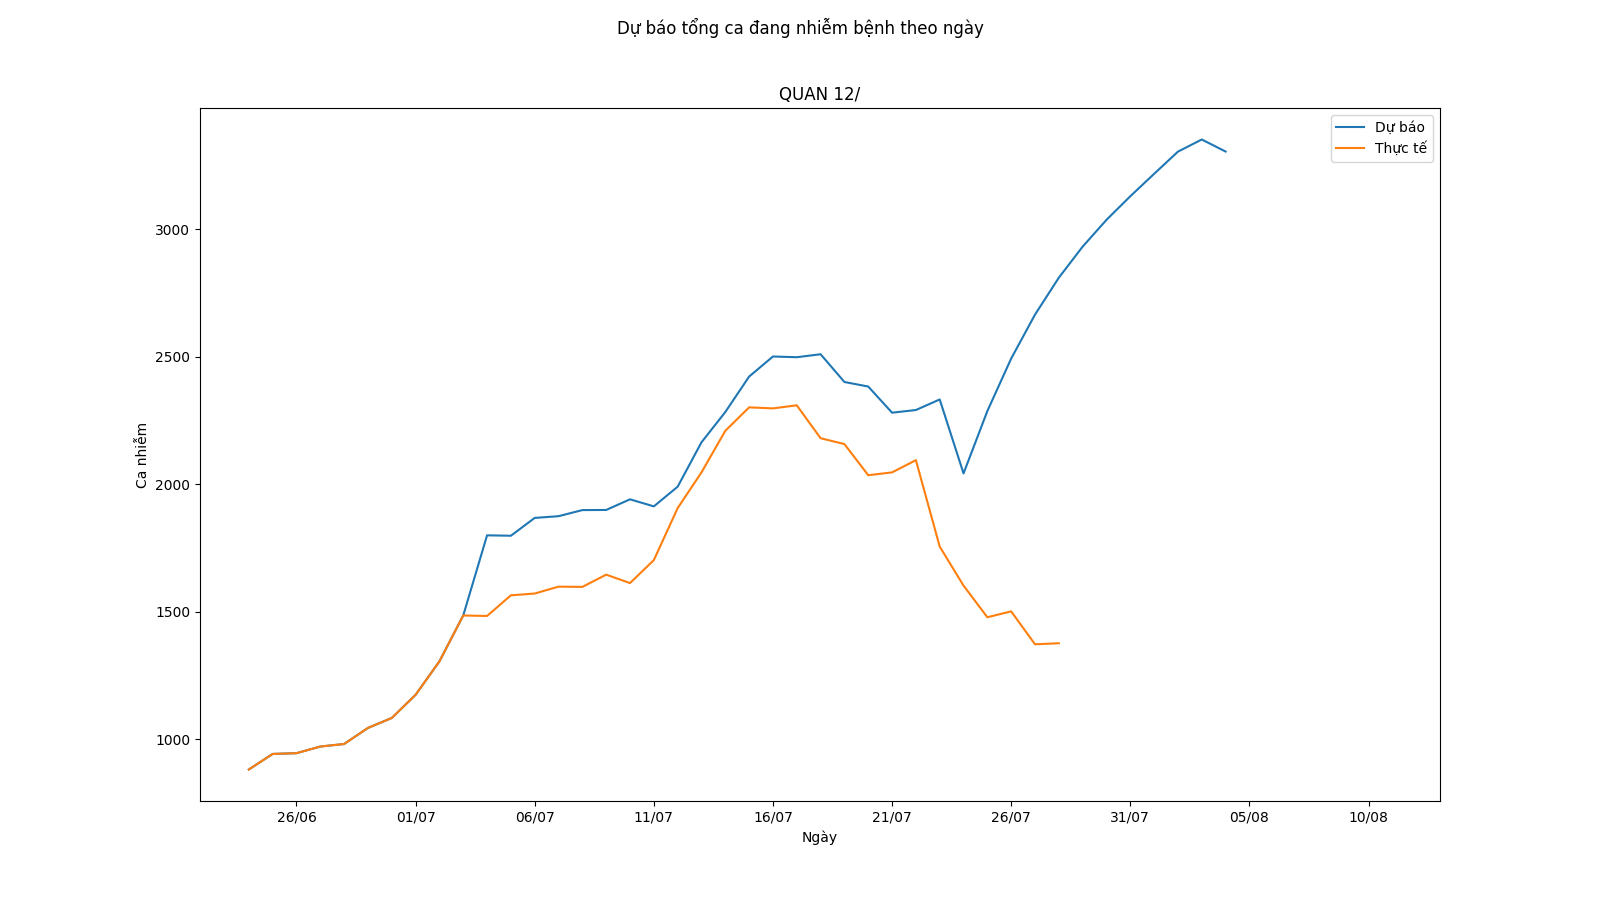 Dự báo tổng ca đang nhiễm bệnh theo ngày
QUAN 12/
Dự báo
Thực tế
Ca nhiễm
3000
2500
2000
1500
1000
26/06 01/07 06/07 11/07 16/07 21/07 26/07 31/07 05/08 10/08
Ngày